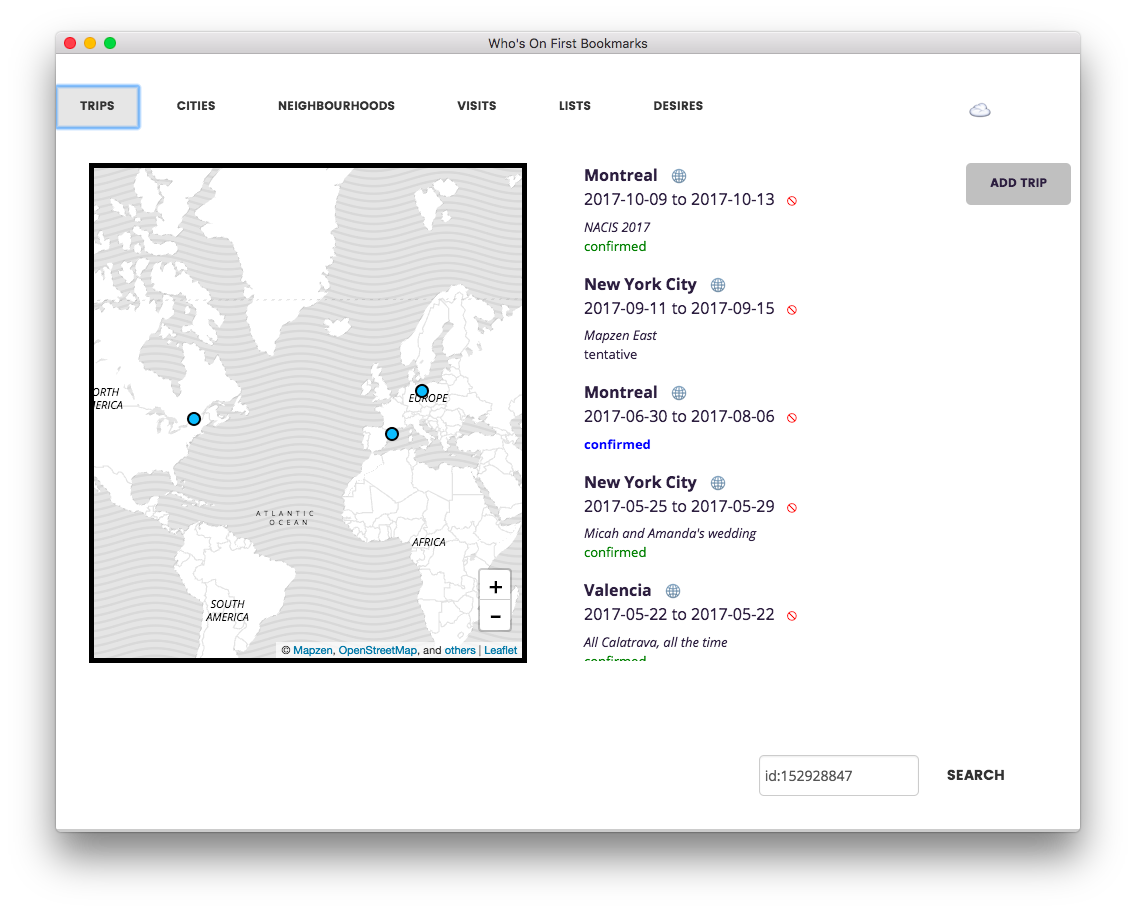 Who's On First Bookmarks
TRIPS CITIES NEIGHBOURHOODS VISITS LISTS DESIRES
ORTH
ERICA
EUROPE
ATLANTIC
OCEAN
AFRICA
SOUTH
AMERICA
+
−
© Mapzen, OpenStreetMap, and others | Leaflet
Montreal
2017-10-09 to 2017-10-13
NACIS 2017
confirmed
New York City
2017-09-11 to 2017-09-15
Mapzen East
tentative
Montreal
2017-06-30 to 2017-08-06
confirmed
New York City
2017-05-25 to 2017-05-29
Micah and Amanda's wedding
confirmed
Valencia
2017-05-22 to 2017-05-22
All Calatrava, all the time
confirmed
ADD TRIP
id:152928847 SEARCH